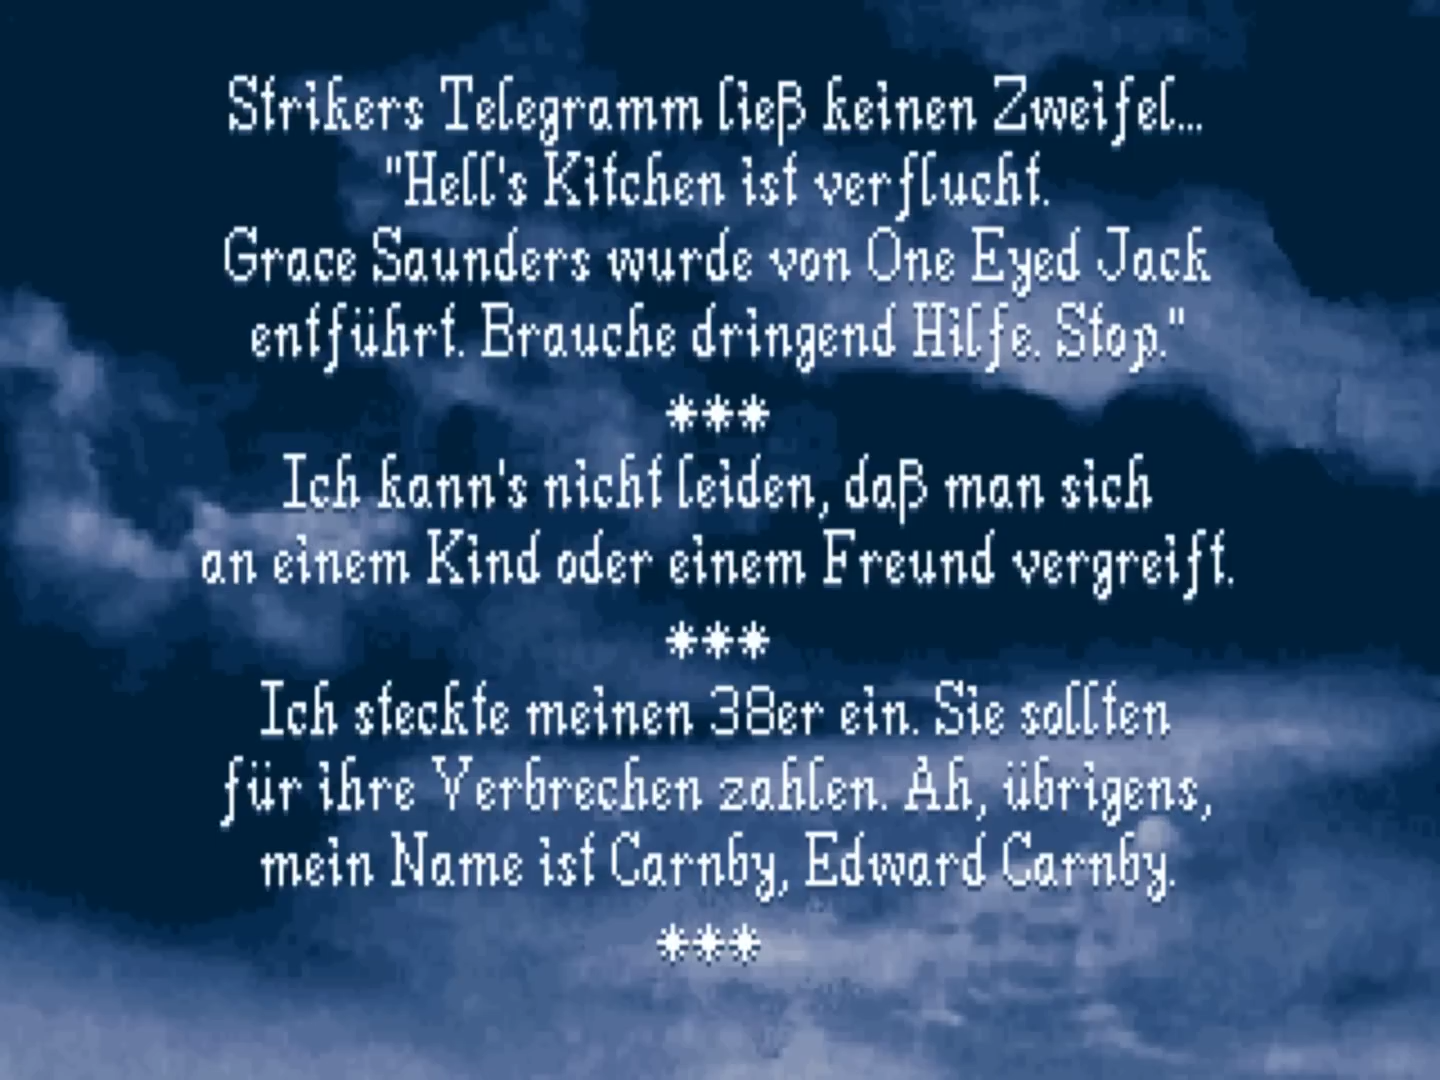 Strikers Telegramm ließ keinen Zweifel...
"Hell's Kitchen ist verflucht.
Grace Saunders wurde von One Eyed Jack
entführt. Brauche dringend Hilfe. Stop."
***
Ich kann's nicht leiden, daß man sich
an einem Kind oder einem Freund vergreift.
***
Ich steckte meinen 38er ein. Sie sollten
für ihre Verbrechen zahlen. Ah, übrigens,
mein Name ist Carnby, Edward Carnby.
***